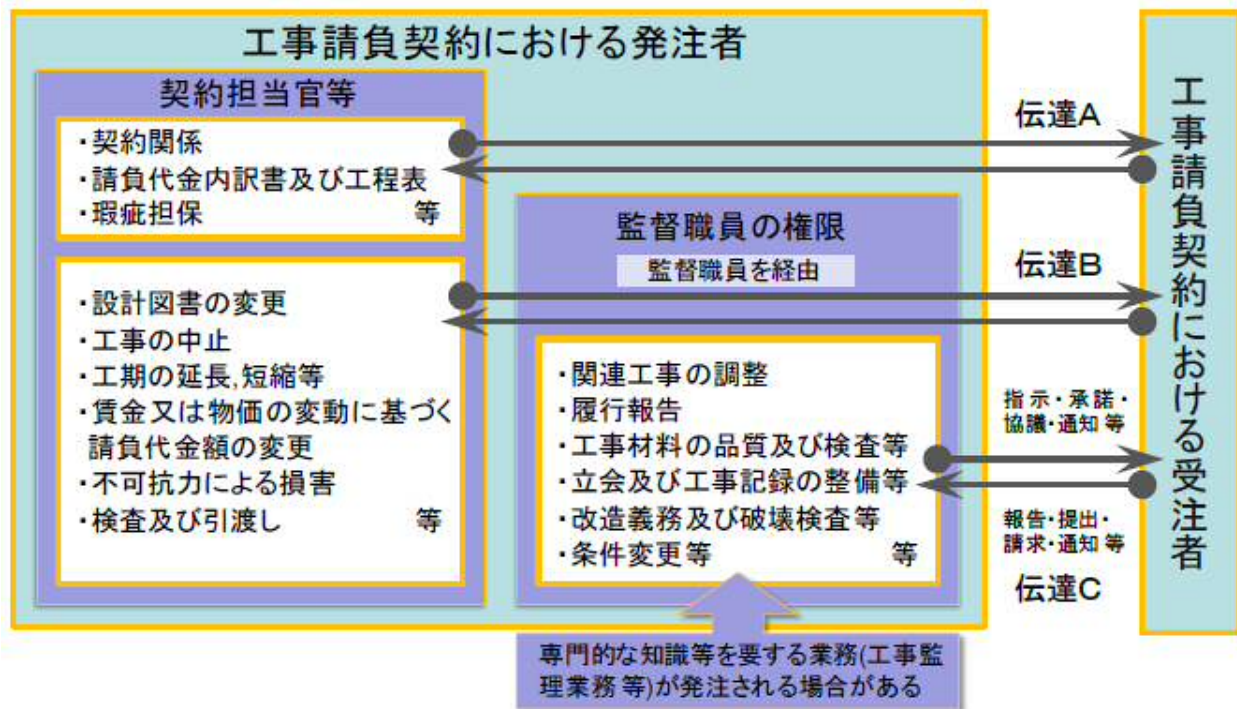 工事請負契約における発注者
契約担当官等
・契約関係
・請負代金内訳書及び工程表
・瑕疵担保 等
・設計図書の変更
・工事の中止
・工期の延長,短縮等
・賃金又は物価の変動に基づく
請負代金額の変更
・不可抗力による損害
・検査及び引渡し 等
監督職員の権限
監督職員を経由
・関連工事の調整
・履行報告
・工事材料の品質及び検査等
・立会及び工事記録の整備等
・改造義務及び破壊検査等
・条件変更等 等
専門的な知識等を要する業務(工事監
理業務等)が発注される場合がある
伝達A
伝達B
指示・承諾・
協議・通知等
報告・提出・
請求・通知等
伝達C
工事請負契約における受注者